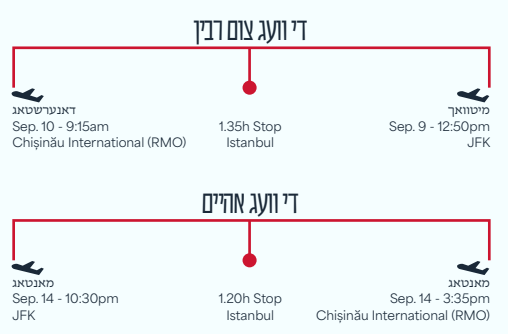 די וועג צום רבי'ן
מיטוואך
Sep. 9 - 12:50pm
JFK
1.35h Stop
Istanbul
דאנערשטאג
Sep. 10 - 9:15am
Chișinău International (RMO)
די וועג אהיים
מאנטאג
Sep. 14 - 3:35pm
Chișinău International (RMO)
1.20h Stop
Istanbul
מאנטאג
Sep. 14 - 10:30pm
JFK